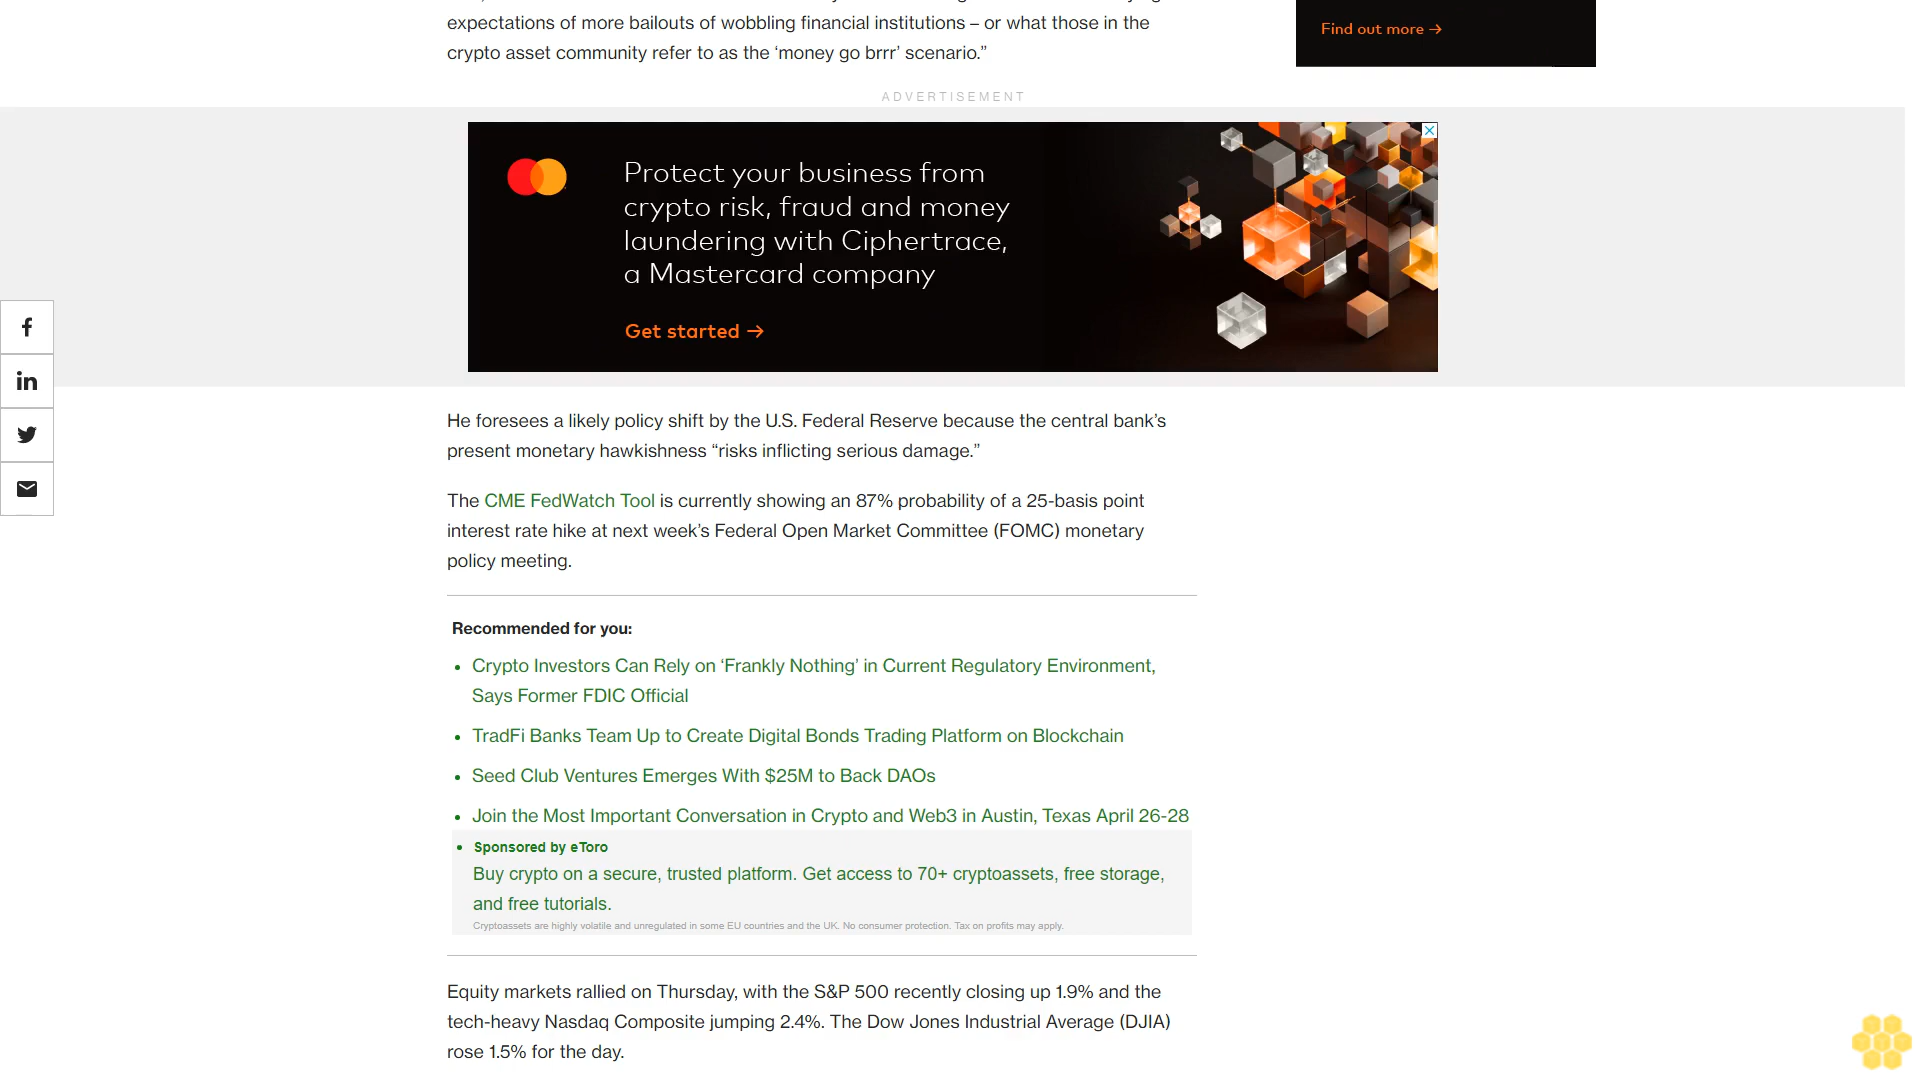 expectations of more bailouts of wobbling financial institutions – or what those in the
crypto asset community refer to as the ‘money go brrr’ scenario.”
Find out more →
ADVERTISEMENT
Protect your business from
crypto risk, fraud and money
laundering with Ciphertrace,
a Mastercard company
Get started →
He foresees a likely policy shift by the U.S. Federal Reserve because the central bank’s
present monetary hawkishness “risks inflicting serious damage.”
The CME FedWatch Tool is currently showing an 87% probability of a 25-basis point
interest rate hike at next week’s Federal Open Market Committee (FOMC) monetary
policy meeting.
Recommended for you:
• Crypto Investors Can Rely on ‘Frankly Nothing’ in Current Regulatory Environment,
Says Former FDIC Official
• TradFi Banks Team Up to Create Digital Bonds Trading Platform on Blockchain
• Seed Club Ventures Emerges With $25M to Back DAOs
• Join the Most Important Conversation in Crypto and Web3 in Austin, Texas April 26-28
• Sponsored by eToro
Buy crypto on a secure, trusted platform. Get access to 70+ cryptoassets, free storage,
and free tutorials.
Cryptoassets are highly volatile and unregulated in some EU countries and the UK. No consumer protection. Tax on profits may apply.
Equity markets rallied on Thursday, with the S&P 500 recently closing up 1.9% and the
tech-heavy Nasdaq Composite jumping 2.4%. The Dow Jones Industrial Average (DJIA)
rose 1.5% for the day.